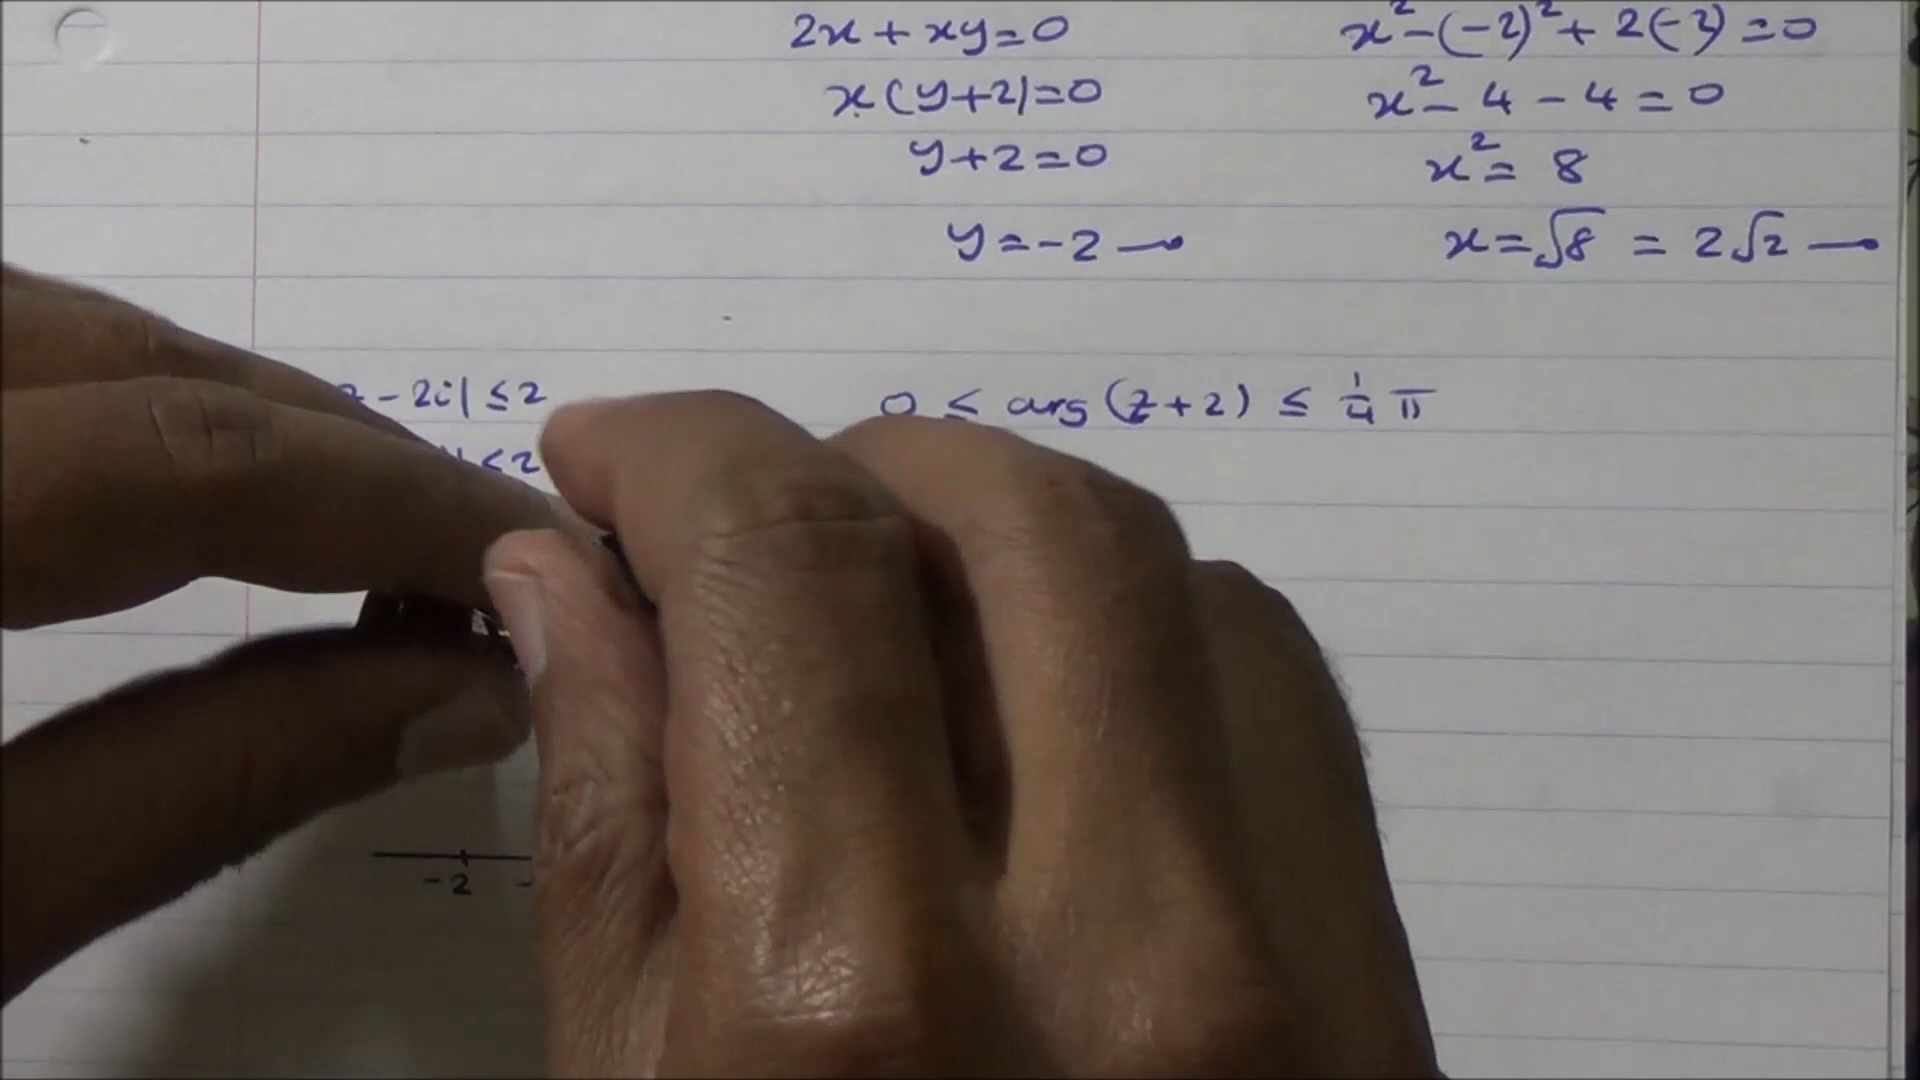 2x + xy = 0
x(y+2)=0
y+2=0
y=-2
x²-(-2)²+ 2(-2)=0
x²- 4 - 4 = 0
x²= 8
x=√8 = 2√2
- 2i| ≤ 2
≤ 2
0 ≤ arg (z+2) ≤ 1/4 π
-2